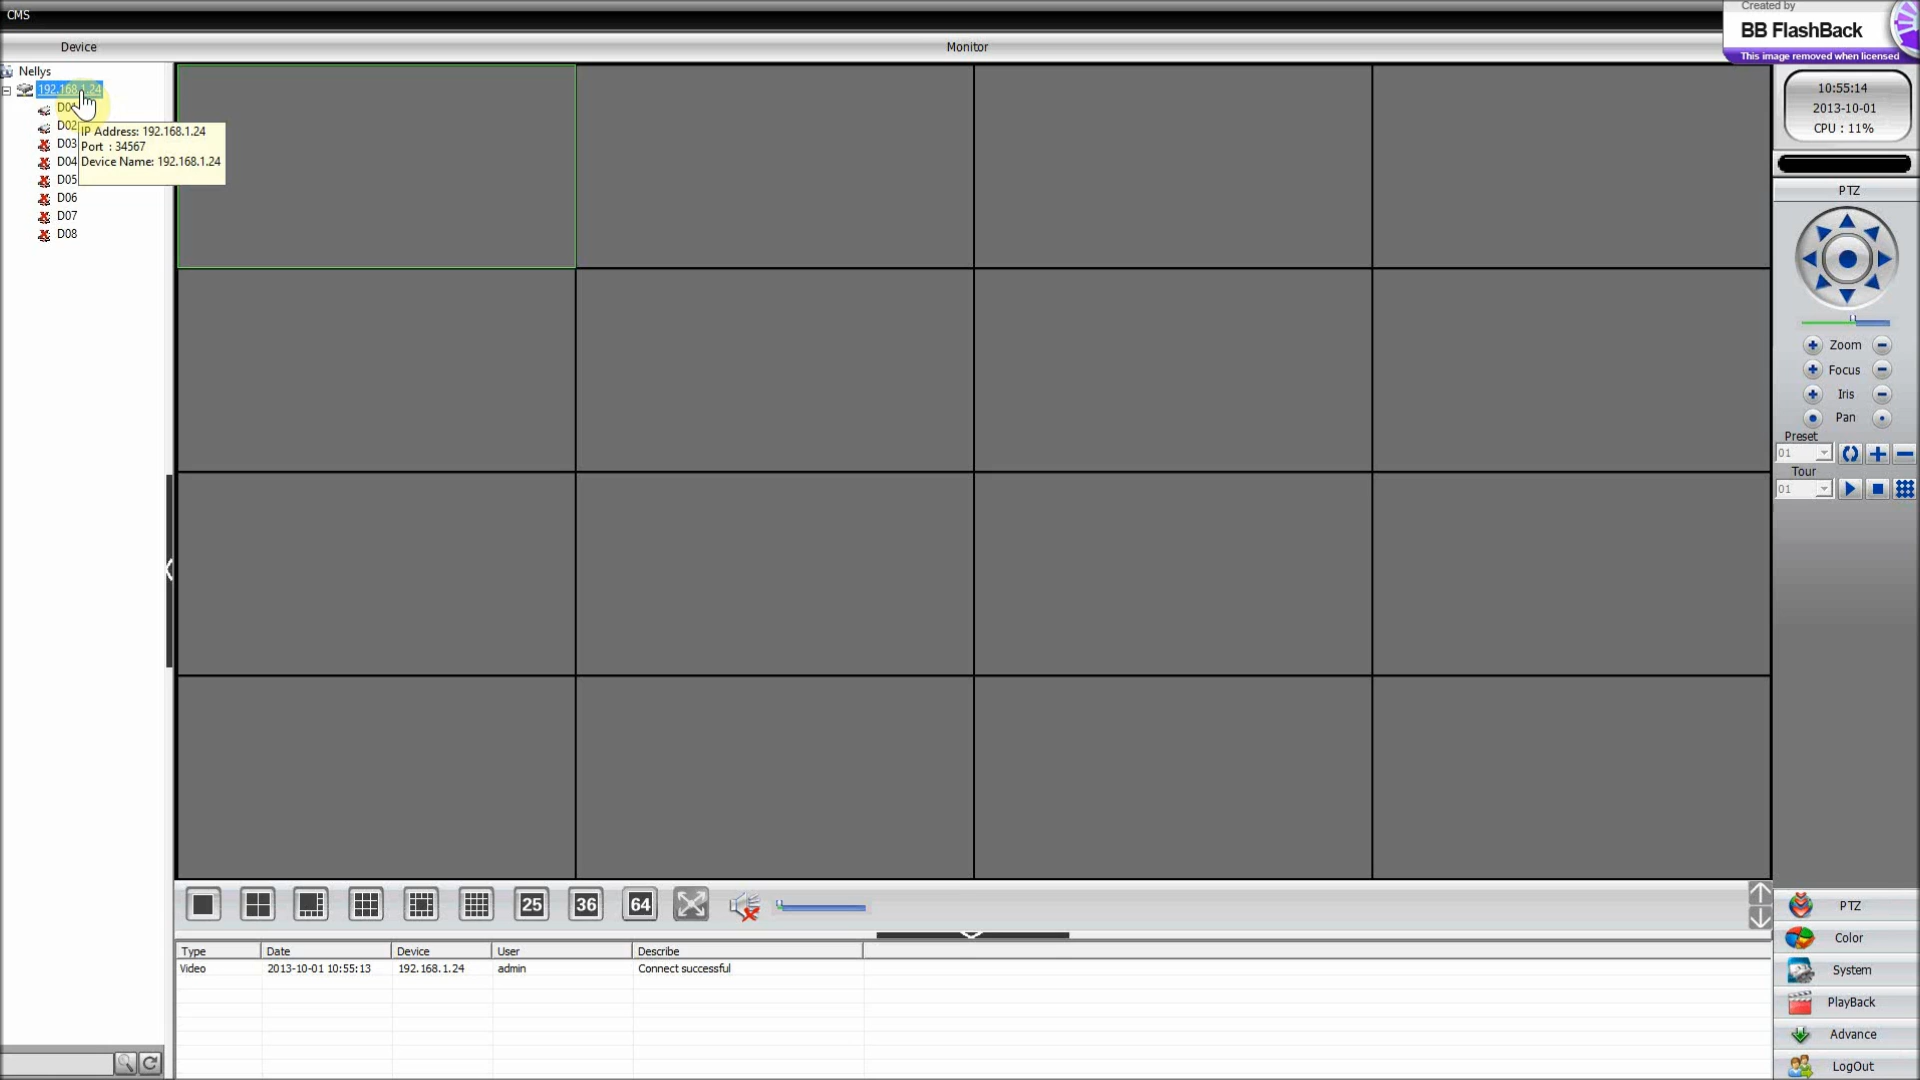 CMS
Created by
BB FlashBack
This image removed when licensed
Device
Monitor
Nellys
192.168.1.24
D01
D02
D03
D04
D05
D06
D07
D08
IP Address: 192.168.1.24
Port : 34567
Device Name: 192.168.1.24
10:55:14
2013-10-01
CPU : 11%
PTZ
Zoom
Focus
Iris
Pan
Preset
01
Tour
01
25
36
64
Type Date Device User Describe
Video 2013-10-01 10:55:13 192.168.1.24 admin Connect successful
PTZ
Color
System
PlayBack
Advance
LogOut